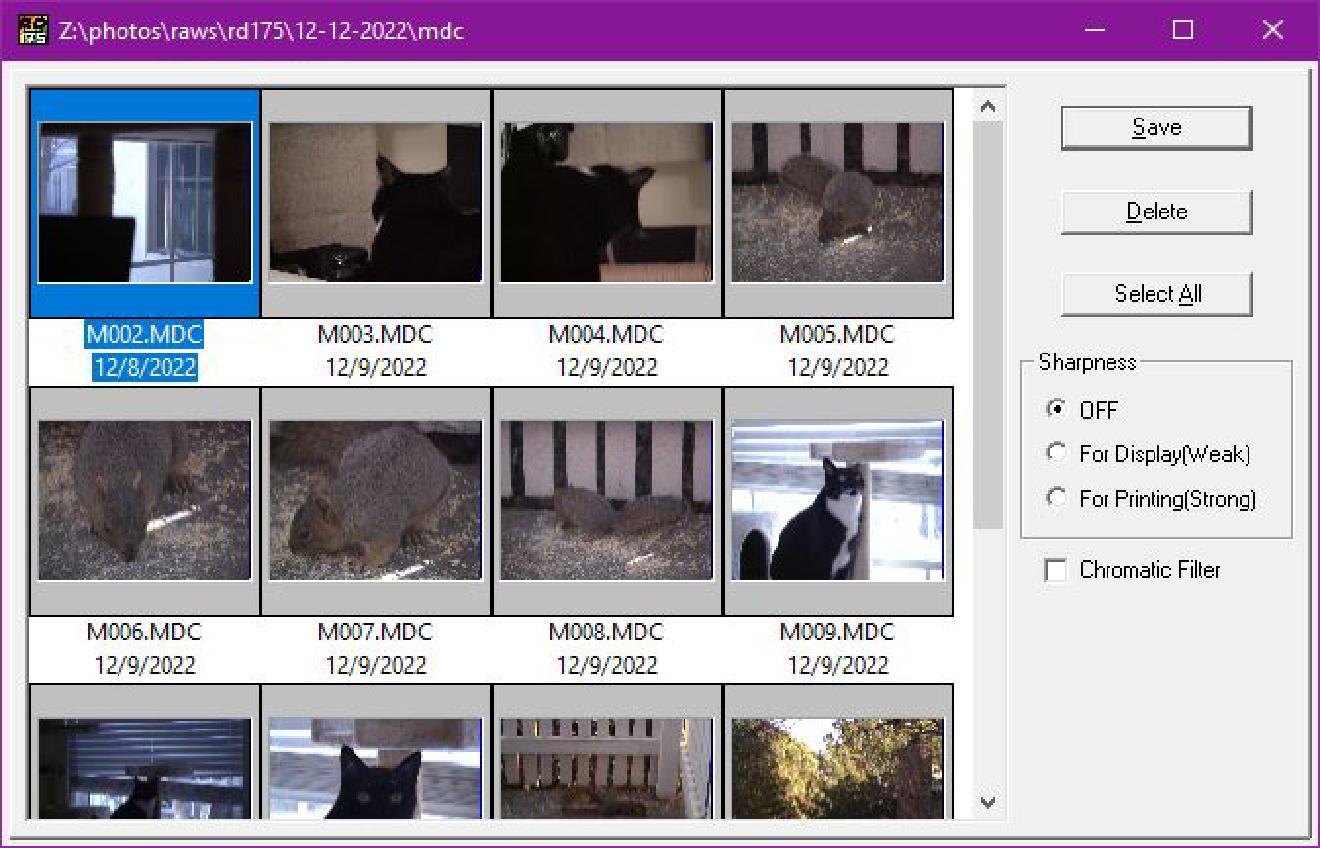 Z:\photos\raws\rd175\12-12-2022\mdc
M002.MDC
12/8/2022
M003.MDC
12/9/2022
M004.MDC
12/9/2022
M005.MDC
12/9/2022
M006.MDC
12/9/2022
M007.MDC
12/9/2022
M008.MDC
12/9/2022
M009.MDC
12/9/2022
Save
Delete
Select All
Sharpness
OFF
For Display(Weak)
For Printing(Strong)
Chromatic Filter